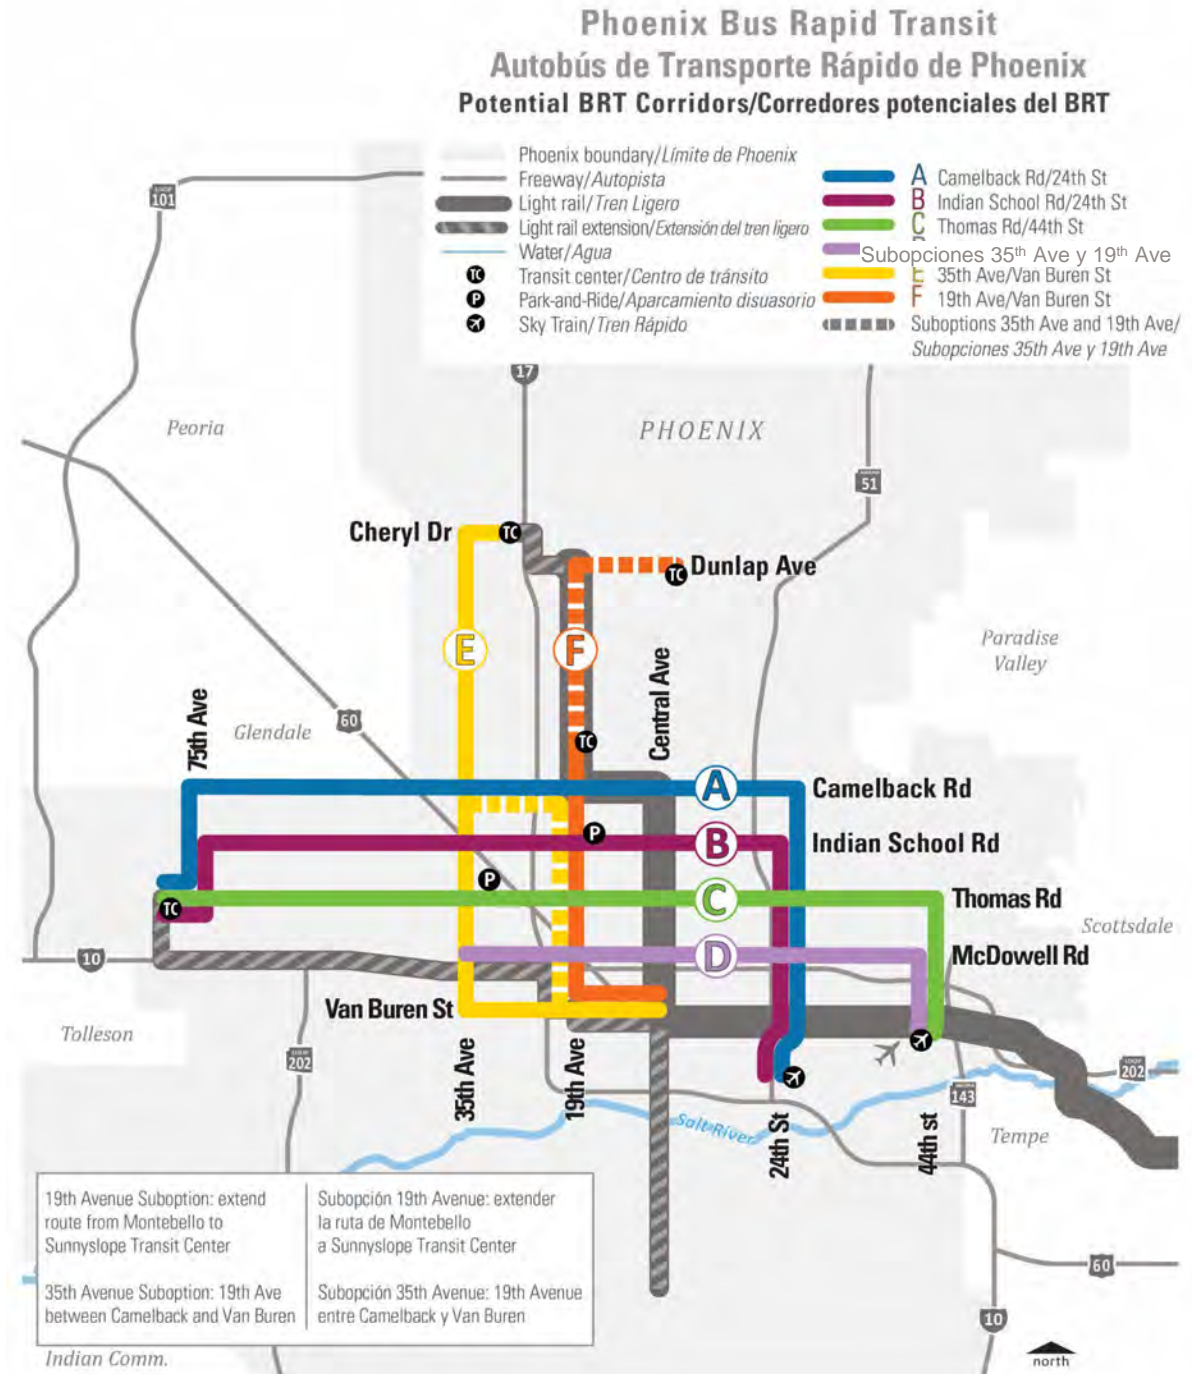 Phoenix Bus Rapid Transit
Autobús de Transporte Rápido de Phoenix
Potential BRT Corridors/Corredores potenciales del BRT
Phoenix boundary/Límite de Phoenix
Freeway/Autopista
Light rail/Tren Ligero
Light rail extension/Extensión del tren ligero
Water/Agua
TC Transit center/Centro de tránsito
P Park-and-Ride/Aparcamiento disuasorio
Sky Train/Tren Rápido
A Camelback Rd/24th St
B Indian School Rd/24th St
C Thomas Rd/44th St
Subopciones 35th Ave y 19th Ave
E 35th Ave/Van Buren St
F 19th Ave/Van Buren St
Suboptions 35th Ave and 19th Ave/
Subopciones 35th Ave y 19th Ave
LOOP
101
17
Peoria
PHOENIX
51
Cheryl Dr
TC
TC
Dunlap Ave
E
F
Paradise
Valley
Central Ave
75th Ave
60
Glendale
TC
A
Camelback Rd
P
B
Indian School Rd
P
C
Thomas Rd
TC
Scottsdale
10
D
McDowell Rd
Van Buren St
Tolleson
LOOP
202
35th Ave
19th Ave
LOOP
202
143
Salt River
24th St
44th st
Tempe
19th Avenue Suboption: extend
route from Montebello to
Sunnyslope Transit Center
35th Avenue Suboption: 19th Ave
between Camelback and Van Buren
Subopción 19th Avenue: extender
la ruta de Montebello
a Sunnyslope Transit Center
Subopción 35th Avenue: 19th Avenue
entre Camelback y Van Buren
60
10
Indian Comm.
north